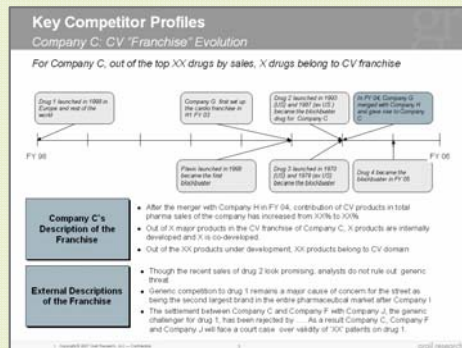 Key Competitor Profiles
Company C: CV "Franchise" Evolution
For Company C, out of the top XX drugs by sales, X drugs belong to CV franchise
Drug 1 launched in 1998 in
Europe and rest of the
world
Company G that set up
the cardio franchise in
H1 FY 03
Drug 2 launched in 1993
(US) and 1997 (ex US)
became the blockbuster
drug for Company C
In FY 04, Company G
merged with Company H
and gave rise to Company
C
FY 98
FY 06
Plavix launched in 1998
became the first
blockbuster
Drug 3 launched in 1970
(US) and 1979 (ex US)
became the blockbuster
Drug 4 became the
blockbuster in FY 05
Company C's
Description of the
Franchise
After the merger with Company H in FY 04, contribution of CV products in total
pharma sales of the company has increased from XX% to XX%
Out of X major products in the CV franchise of Company C, X products are internally
developed and X is co-developed
Out of the XX products under development, XX products belong to CV domain
External Descriptions
of the Franchise
Though the recent sales of drug 2 look promising, analysts do not rule out generic
threat
Generic competition to drug 1 remains a major cause of concern for the street as
being the second largest brand in the entire pharmaceutical market after Company I
The settlement between Company C and Company F with Company J, the generic
challenger for drug 1, has been rejected by .... As a result Company C, Company F
and Company J will face a court case over validity of 'XX' patents on drug 1.